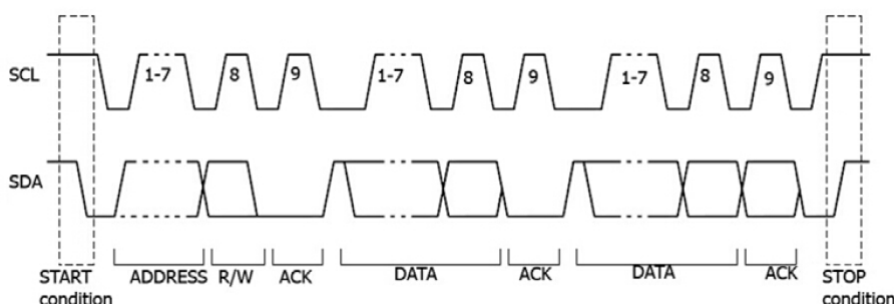 SCL
1-7
8
9
1-7
8
9
1-7
8
9
SDA
START
condition
ADDRESS
R/W
ACK
DATA
ACK
DATA
ACK
STOP
condition